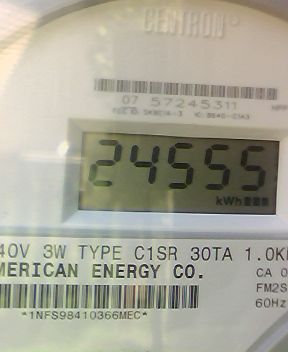 CENTRON®
07 57245311
24555
kWh
40V 3W TYPE C1SR 30TA 1.0K
MERICAN ENERGY CO.
CA 0
FM2S
60Hz
*1NFS98410366MEC*